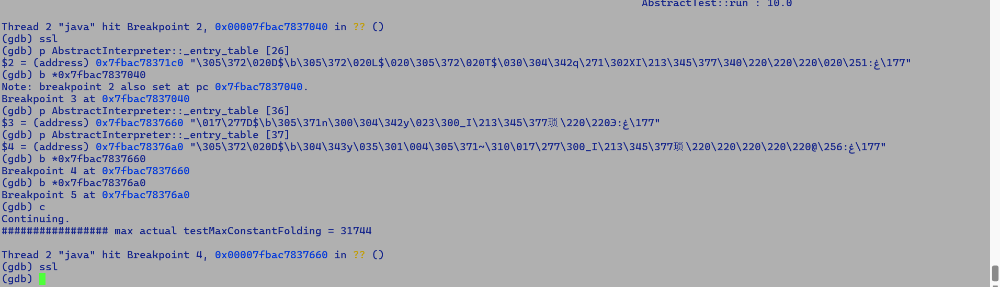 AbstractTest::run : 10.0
Thread 2 "java" hit Breakpoint 2, 0x00007fbac7837040 in ?? ()
(gdb) ssl
(gdb) p AbstractInterpreter::_entry_table [26]
$2 = (address) 0x7fbac78371c0 "\305\372\020D$\b\305\372\020L$\020\305\372\020T$\030\304\342q\271\302XI\213\345\377\340\220\220\220\020\251:ۼ\177"
(gdb) b *0x7fbac7837040
Note: breakpoint 2 also set at pc 0x7fbac7837040.
Breakpoint 3 at 0x7fbac7837040
(gdb) p AbstractInterpreter::_entry_table [36]
$3 = (address) 0x7fbac7837660 "\017\277D$\b\305\371n\300\304\342y\023\300_I\213\345\377琐\220\220Э:ۼ\177"
(gdb) p AbstractInterpreter::_entry_table [37]
$4 = (address) 0x7fbac78376a0 "\305\372\020D$\b\304\343y\035\301\004\305\371~\310\017\277\300_I\213\345\377琐\220\220\220\220\220@\256:ۼ\177"
(gdb) b *0x7fbac7837660
Breakpoint 4 at 0x7fbac7837660
(gdb) b *0x7fbac78376a0
Breakpoint 5 at 0x7fbac78376a0
(gdb) c
Continuing.
################# max actual testMaxConstantFolding = 31744
Thread 2 "java" hit Breakpoint 4, 0x00007fbac7837660 in ?? ()
(gdb) ssl
(gdb)